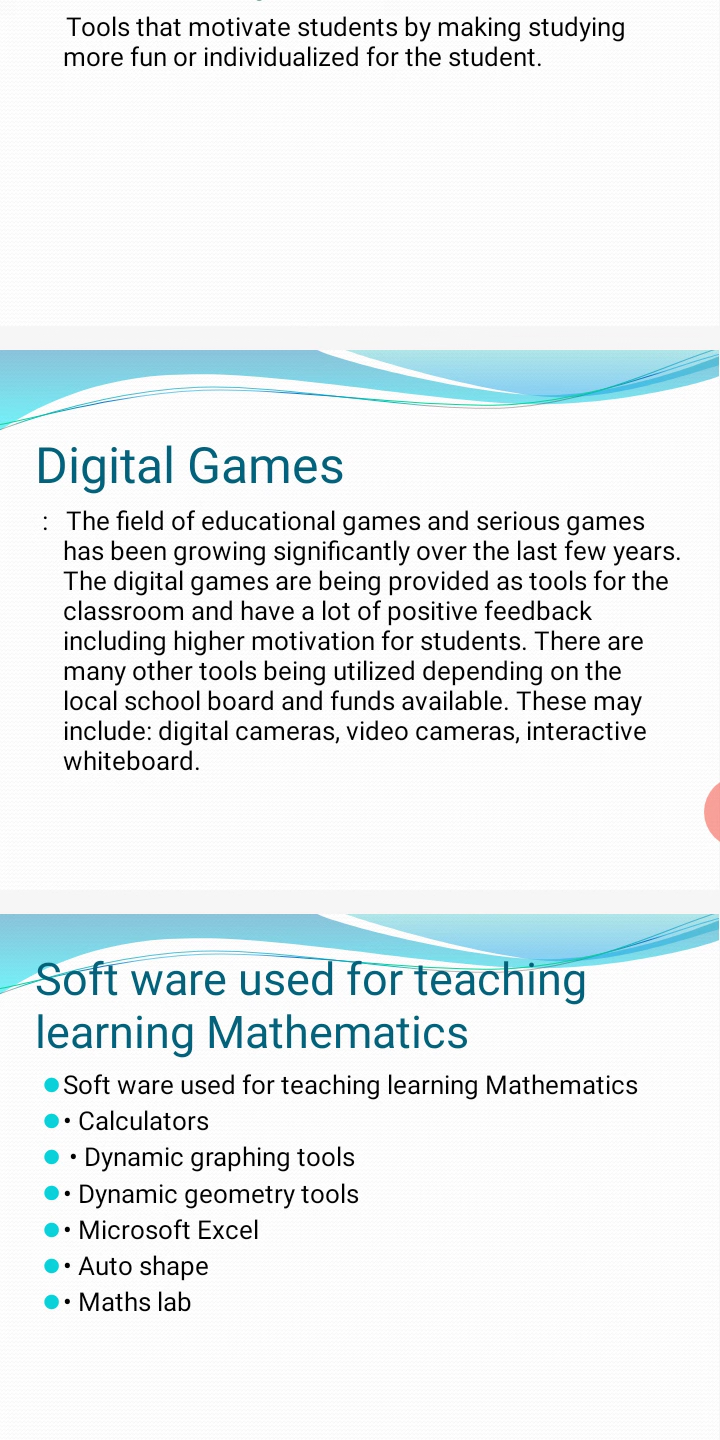 Tools that motivate students by making studying
more fun or individualized for the student.
Digital Games
: The field of educational games and serious games
has been growing significantly over the last few years.
The digital games are being provided as tools for the
classroom and have a lot of positive feedback
including higher motivation for students. There are
many other tools being utilized depending on the
local school board and funds available. These may
include: digital cameras, video cameras, interactive
whiteboard.
Soft ware used for teaching
learning Mathematics
Soft ware used for teaching learning Mathematics
• Calculators
• Dynamic graphing tools
• Dynamic geometry tools
• Microsoft Excel
• Auto shape
• Maths lab